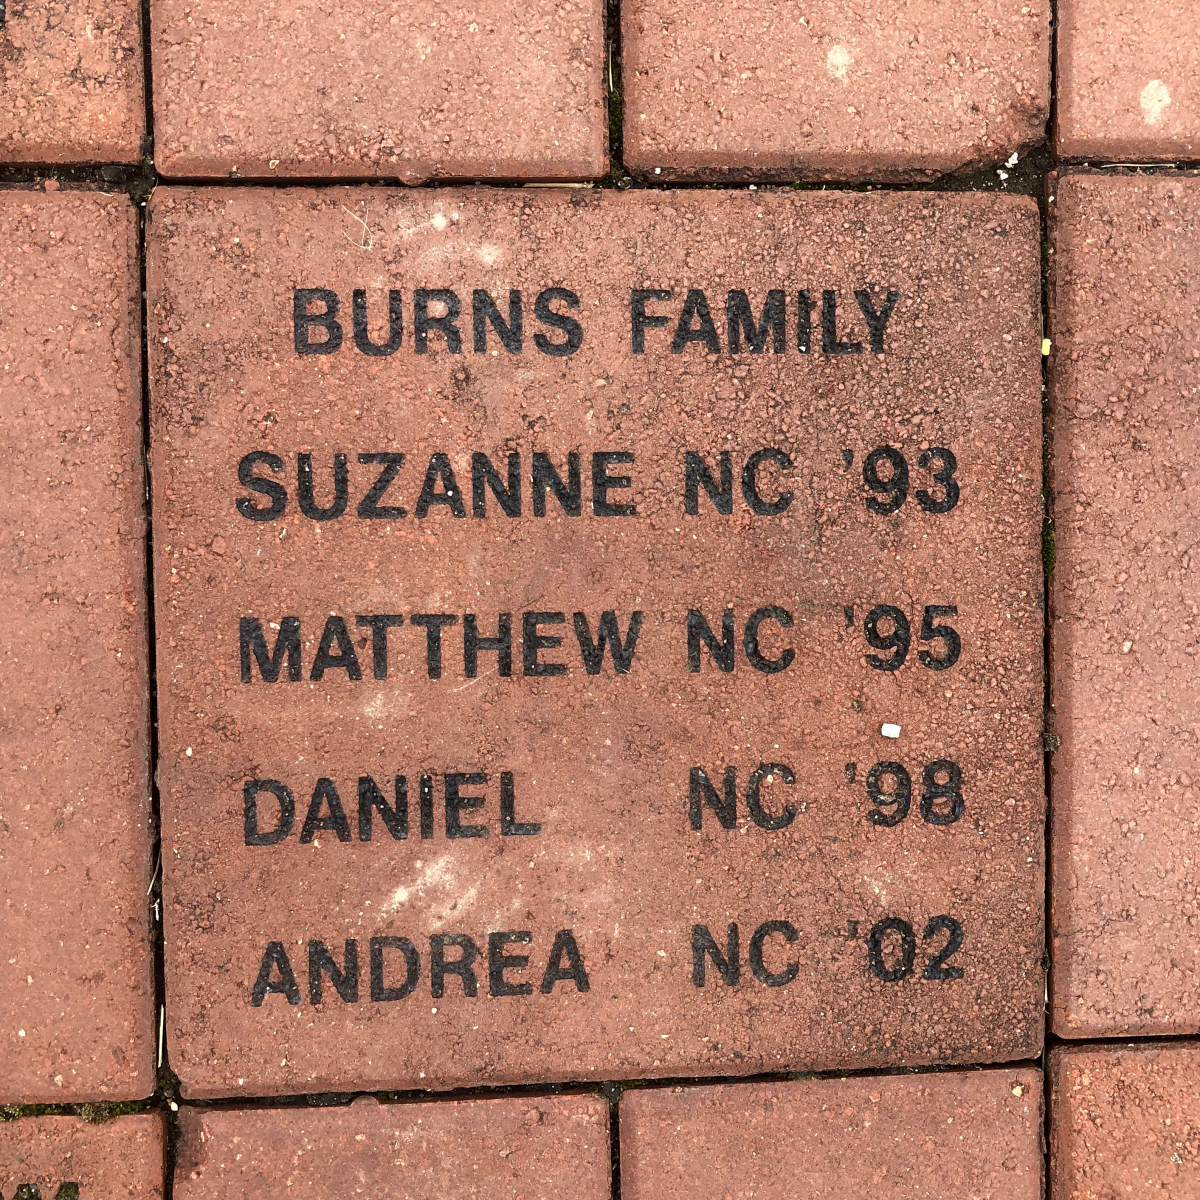 BURNS FAMILY
SUZANNE NC '93
MATTHEW NC '95
DANIEL NC '98
ANDREA NC '02